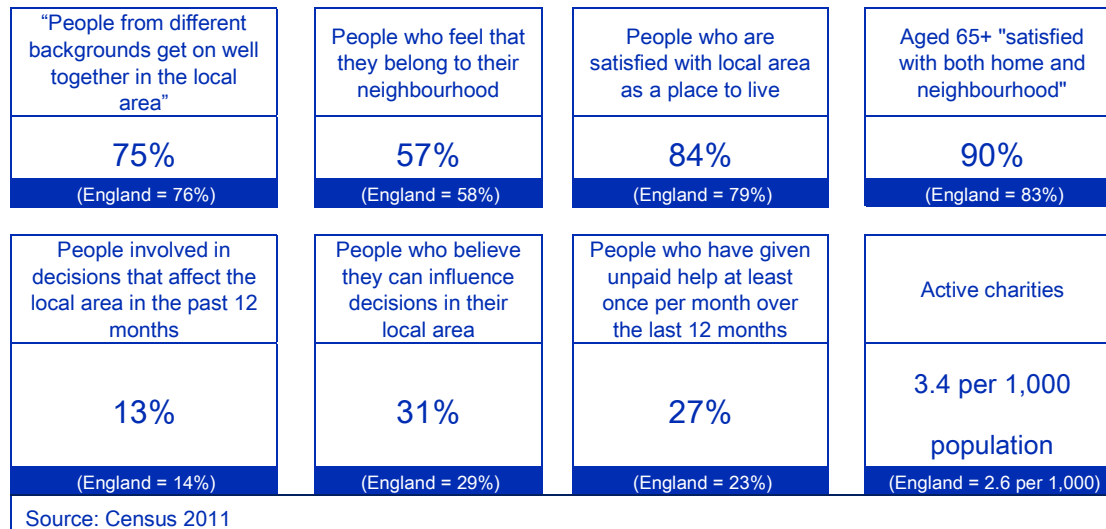 “People from different
backgrounds get on well
together in the local
area”
75%
(England = 76%)
People who feel that
they belong to their
neighbourhood
57%
(England = 58%)
People who are
satisfied with local area
as a place to live
84%
(England = 79%)
Aged 65+ "satisfied
with both home and
neighbourhood"
90%
(England = 83%)
People involved in
decisions that affect the
local area in the past 12
months
13%
(England = 14%)
People who believe
they can influence
decisions in their
local area
31%
(England = 29%)
People who have given
unpaid help at least
once per month over
the last 12 months
27%
(England = 23%)
Active charities
3.4 per 1,000
population
(England = 2.6 per 1,000)
Source: Census 2011